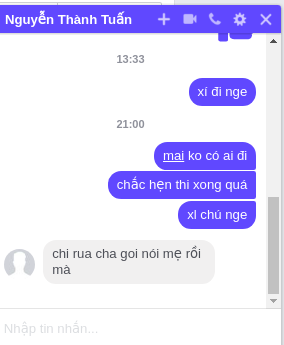 Nguyễn Thành Tuấn
13:33
xí đi nge
21:00
mai ko có ai đi
chắc hẹn thi xong quá
xl chú nge
chi rua cha goi nói mẹ rồi
mà
Nhập tin nhắn...